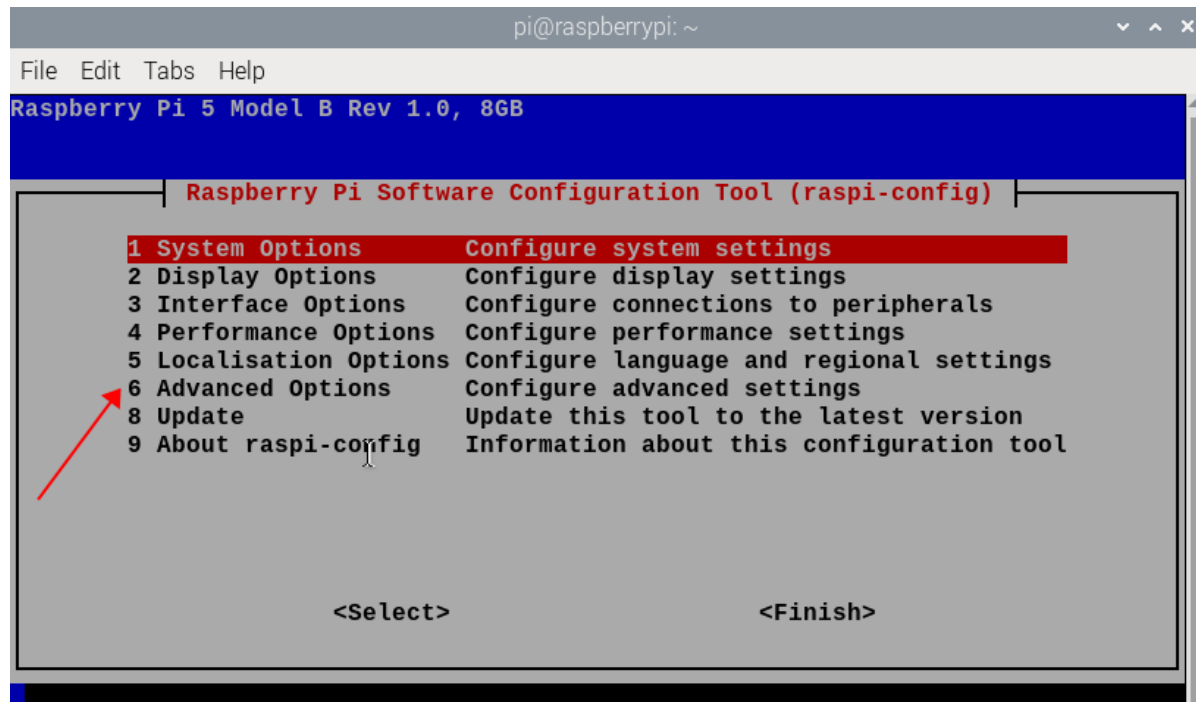 pi@raspberrypi: ~
File Edit Tabs Help
Raspberry Pi 5 Model B Rev 1.0, 8GB
Raspberry Pi Software Configuration Tool (raspi-config)
1 System Options Configure system settings
2 Display Options Configure display settings
3 Interface Options Configure connections to peripherals
4 Performance Options Configure performance settings
5 Localisation Options Configure language and regional settings
6 Advanced Options Configure advanced settings
8 Update Update this tool to the latest version
9 About raspi-config Information about this configuration tool
<Select> <Finish>